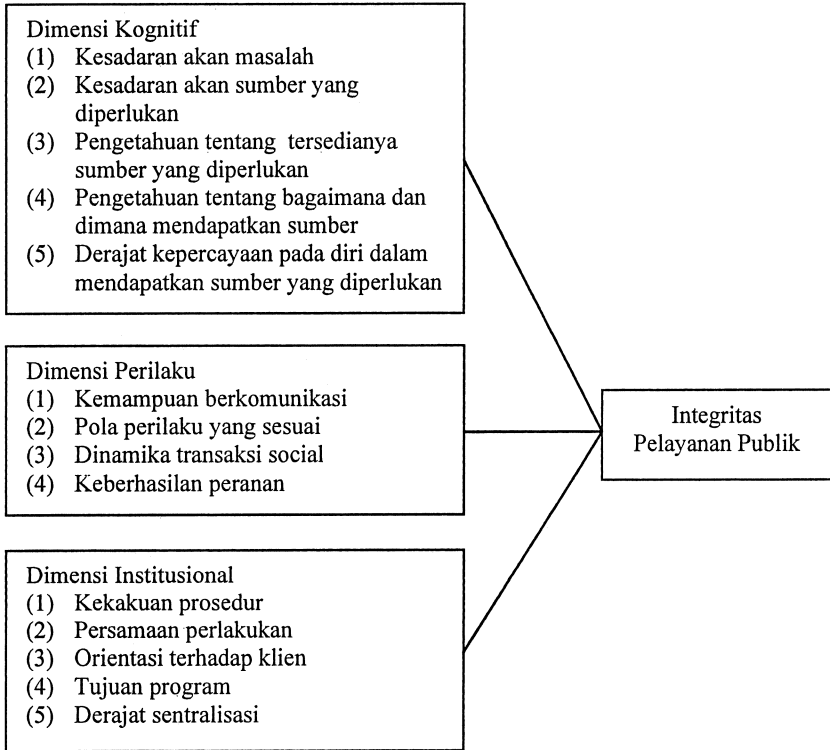 Dimensi Kognitif
(1) Kesadaran akan masalah
(2) Kesadaran akan sumber yang
diperlukan
(3) Pengetahuan tentang tersedianya
sumber yang diperlukan
(4) Pengetahuan tentang bagaimana dan
dimana mendapatkan sumber
(5) Derajat kepercayaan pada diri dalam
mendapatkan sumber yang diperlukan
Dimensi Perilaku
(1) Kemampuan berkomunikasi
(2) Pola perilaku yang sesuai
(3) Dinamika transaksi social
(4) Keberhasilan peranan
Dimensi Institusional
(1) Kekakuan prosedur
(2) Persamaan perlakukan
(3) Orientasi terhadap klien
(4) Tujuan program
(5) Derajat sentralisasi
Integritas
Pelayanan Publik